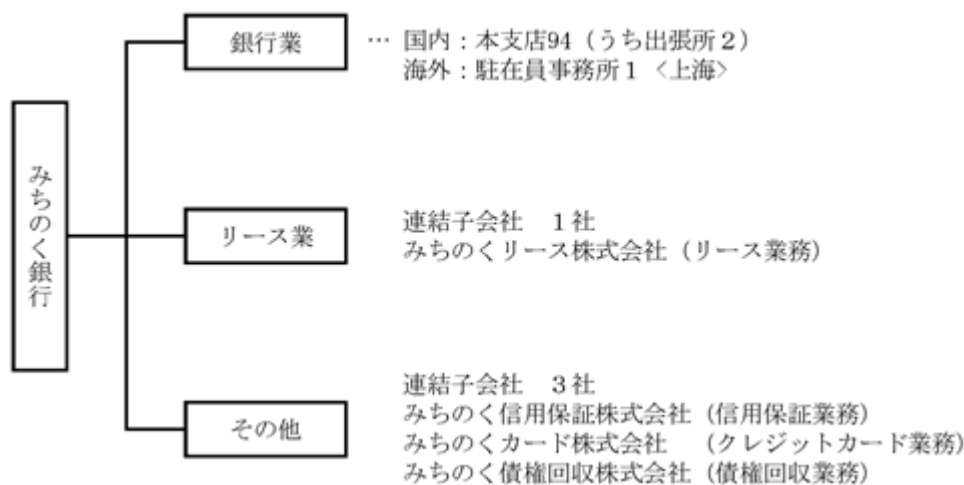 銀行業
… 国内：本支店94（うち出張所２）
海外：駐在員事務所１〈上海〉
みちのく銀行
リース業
連結子会社　１社
みちのくリース株式会社（リース業務）
その他
連結子会社　３社
みちのく信用保証株式会社（信用保証業務）
みちのくカード株式会社　（クレジットカード業務）
みちのく債権回収株式会社（債権回収業務）